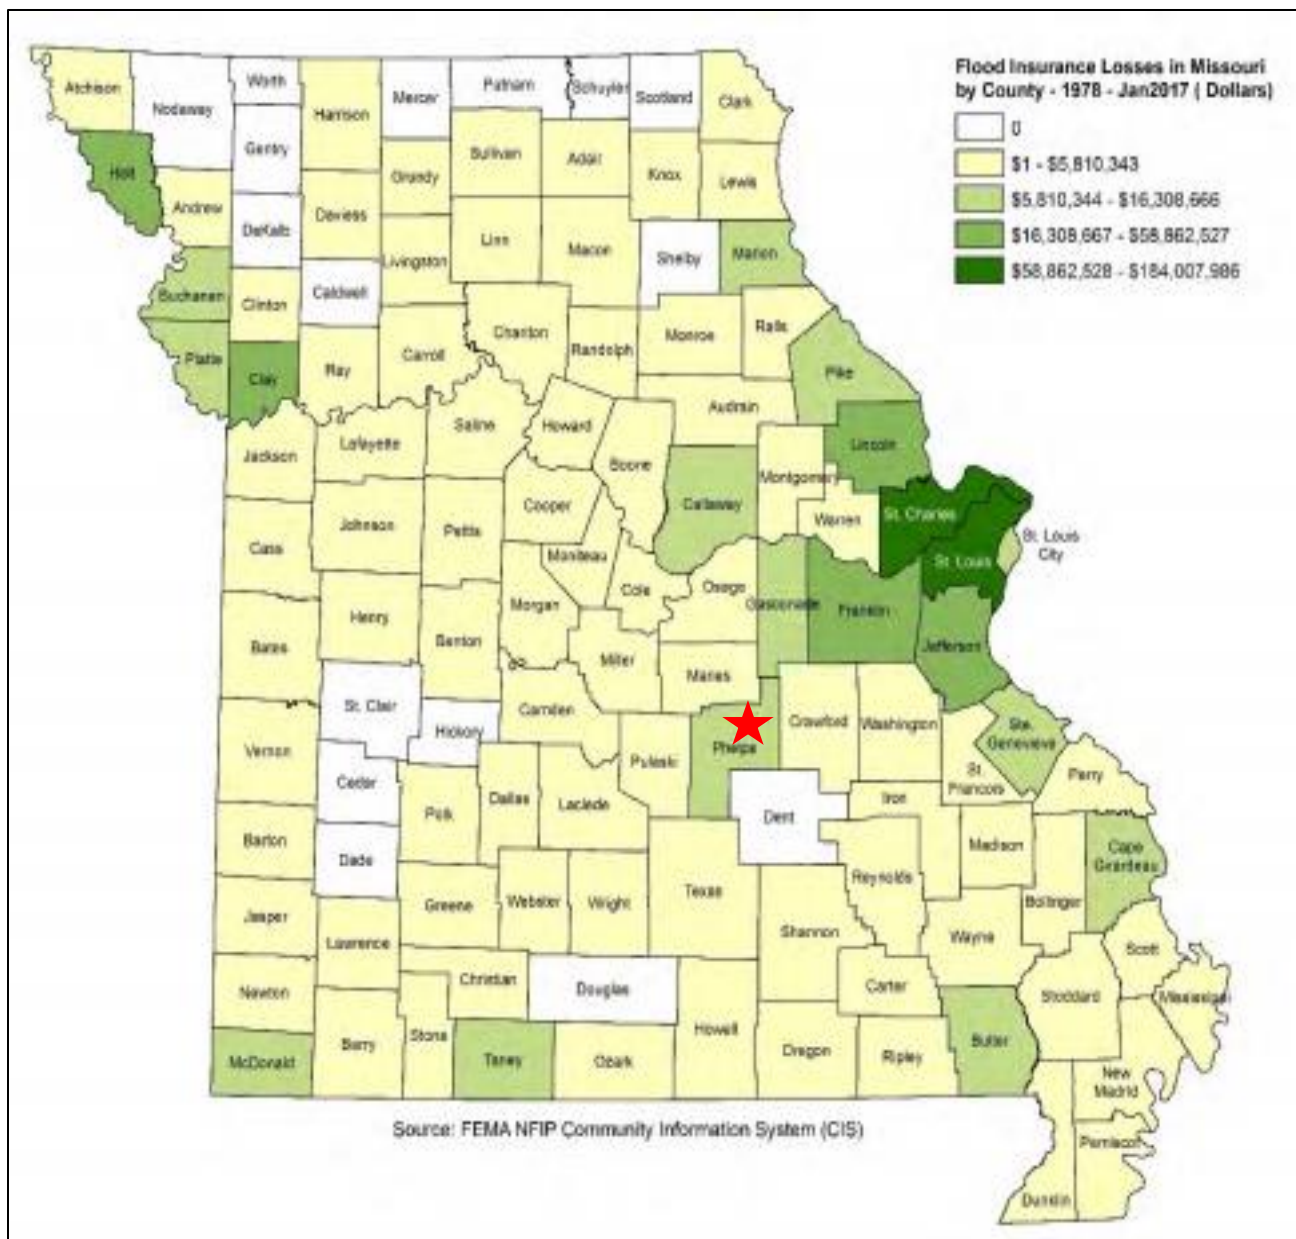 Flood Insurance Losses in Missouri
by County - 1978 - Jan2017 ( Dollars)
0
$1 - $5,810,343
$5,810,344 - $16,308,666
$16,308,667 - $58,862,527
$58,862,528 - $184,007,986
Atchison
Nodaway
Worth
Harrison
Mercer
Putnam
Schuyler
Scotland
Clark
Holt
Gentry
Sullivan
Adair
Knox
Lewis
Grundy
Andrew
DeKalb
Daviess
Livingston
Linn
Macon
Shelby
Marion
Buchanan
Clinton
Caldwell
Chariton
Randolph
Monroe
Ralls
Platte
Clay
Ray
Carroll
Pike
Audrain
Saline
Howard
Boone
Jackson
Lafayette
Lincoln
Montgomery
Callaway
Cooper
Warren
St. Charles
Johnson
Pettis
Cass
Moniteau
St. Louis
City
St. Louis
Cole
Osage
Gasconade
Franklin
Morgan
Henry
Benton
Bates
Miller
Maries
Jefferson
St. Clair
Hickory
Camden
Pulaski
Phelps
Crawford
Washington
Ste.
Genevieve
Vernon
St.
Francois
Perry
Cedar
Polk
Dallas
Laclede
Dent
Iron
Barton
Dade
Madison
Cape
Girardeau
Reynolds
Bollinger
Jasper
Greene
Webster
Wright
Texas
Lawrence
Shannon
Wayne
Scott
Newton
Christian
Douglas
Carter
Stoddard
Mississippi
McDonald
Barry
Stone
Taney
Ozark
Howell
Oregon
Ripley
Butler
New
Madrid
Pemiscot
Dunklin
Source: FEMA NFIP Community Information System (CIS)